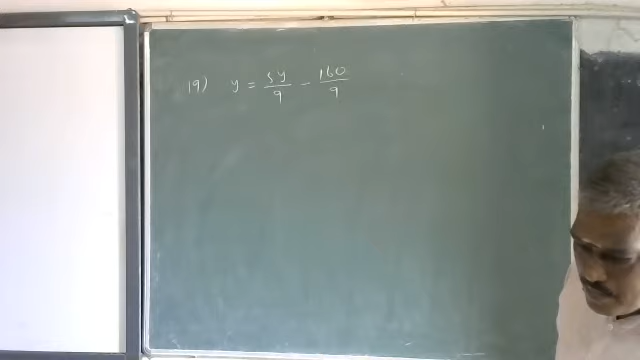 19) y = 5y/9 - 160/9